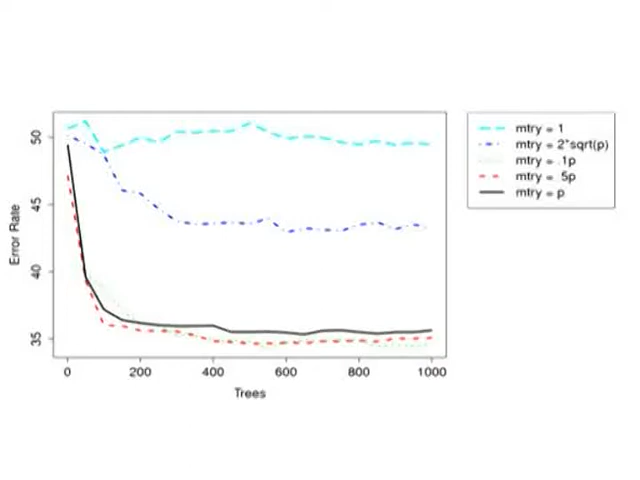 50
45
40
35
Error Rate
0 200 400 600 800 1000
Trees
mtry = 1
mtry = 2*sqrt(p)
mtry = .1p
mtry = .5p
mtry = p